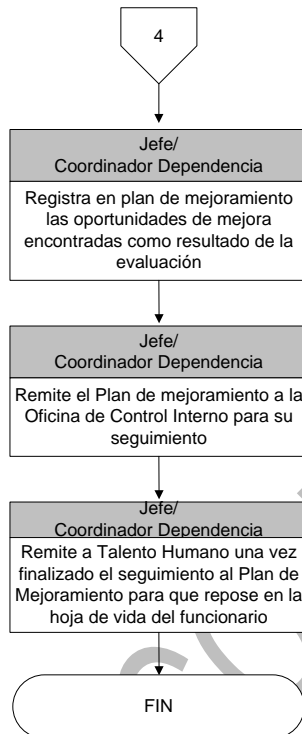 4
Jefe/
Coordinador Dependencia
Registra en plan de mejoramiento
las oportunidades de mejora
encontradas como resultado de la
evaluación
Jefe/
Coordinador Dependencia
Remite el Plan de mejoramiento a la
Oficina de Control Interno para su
seguimiento
Jefe/
Coordinador Dependencia
Remite a Talento Humano una vez
finalizado el seguimiento al Plan de
Mejoramiento para que repose en la
hoja de vida del funcionario
FIN